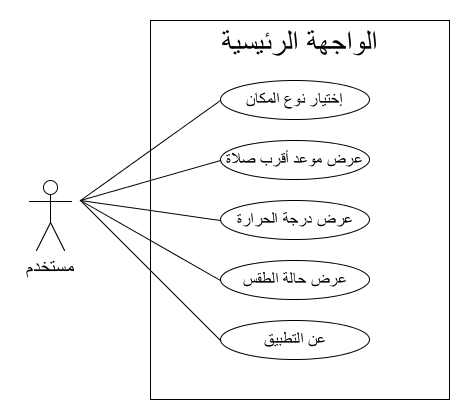 الواجهة الرئيسية
إختيار نوع المكان
عرض موعد أقرب صلاة
عرض درجة الحرارة
عرض حالة الطقس
عن التطبيق
مستخدم